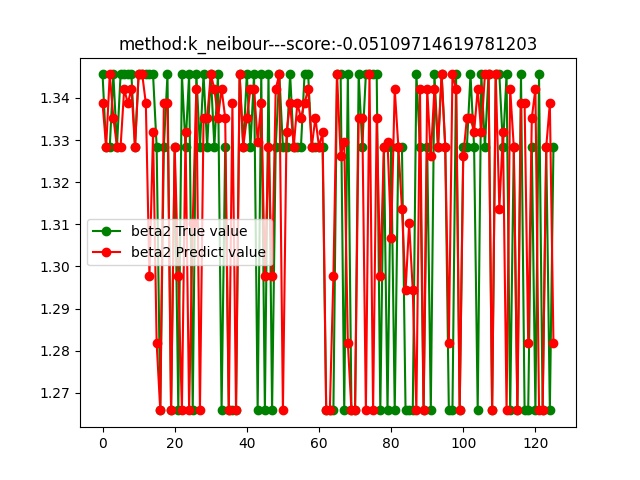 method:k_neibour---score:-0.05109714619781203
1.34
1.33
1.32
1.31
1.30
1.29
1.28
1.27
beta2 True value
beta2 Predict value
0 20 40 60 80 100 120